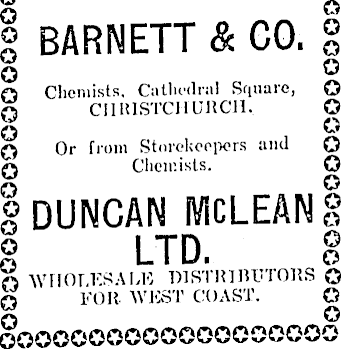 BARNETT & CO.
Chemists, Cathedral Square,
CHRISTCHURCH.
Or from Storekeepers and
Chemists.
DUNCAN McLEAN
LTD.
WHOLESALE DISTRIBUTORS
FOR WEST COAST.